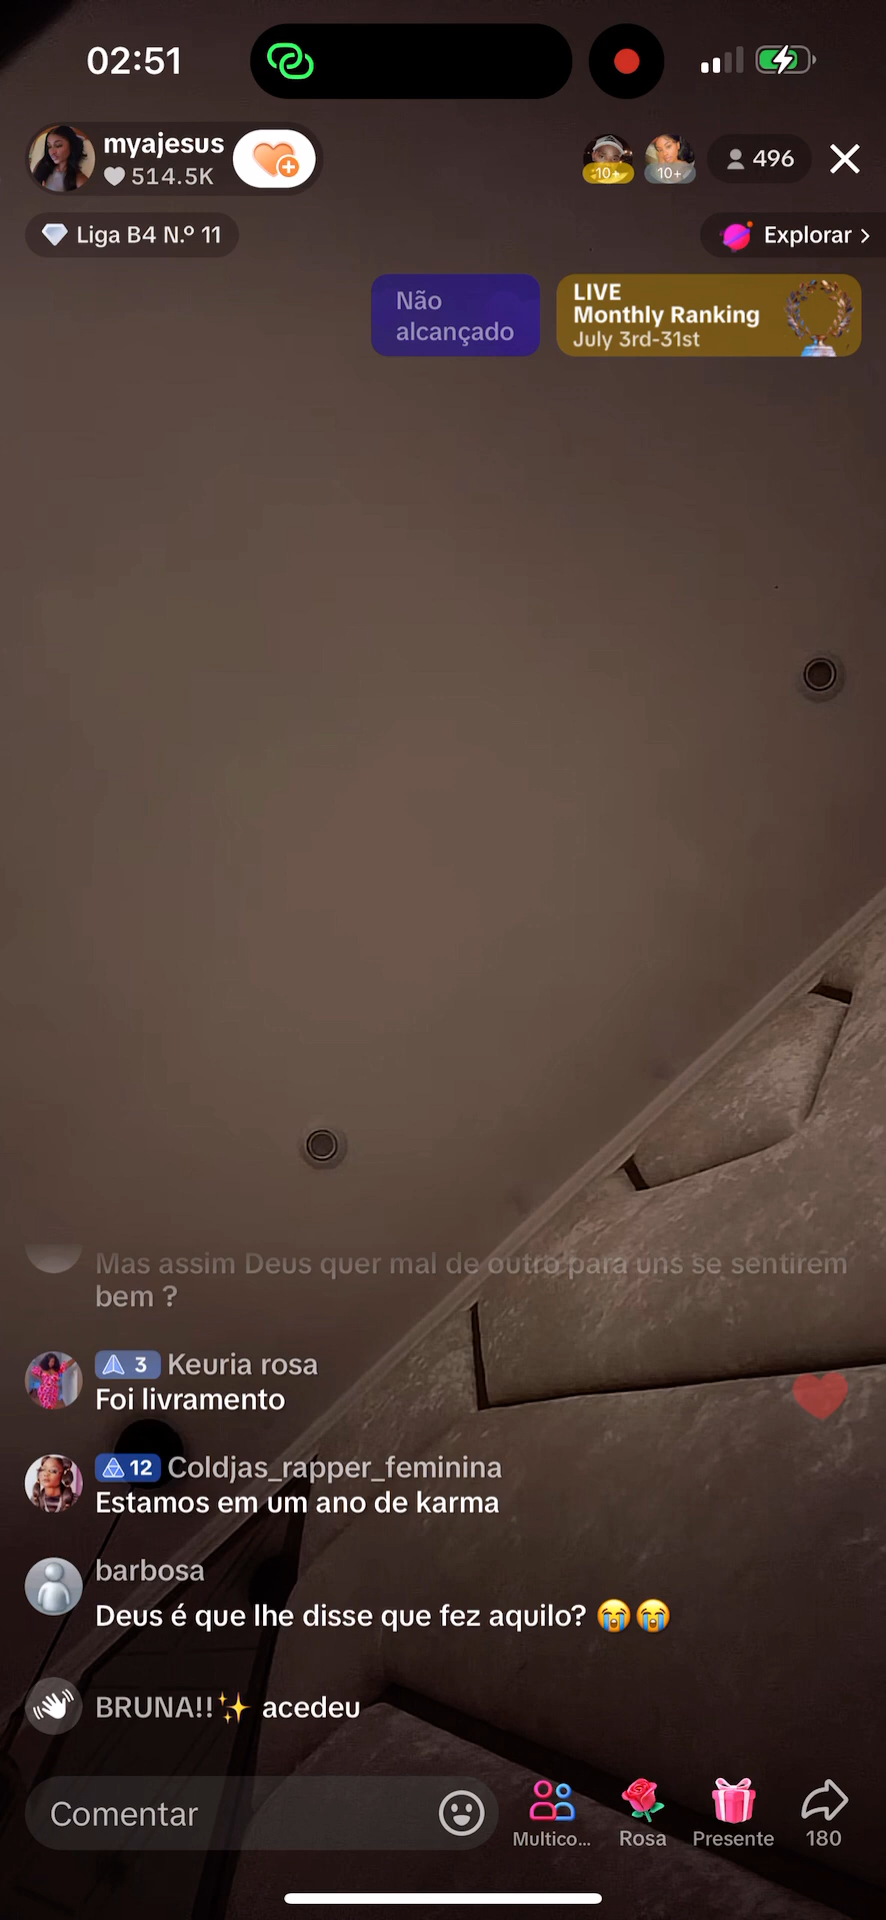 02:51
myajesus
514.5K
10+
10+
496
Liga B4 N.º 11
Explorar
Não
alcançado
LIVE
Monthly Ranking
July 3rd-31st
Mas assim Deus quer mal de outro para uns se sentirem
bem ?
3 Keuria rosa
Foi livramento
12 Coldjas_rapper_feminina
Estamos em um ano de karma
barbosa
Deus é que lhe disse que fez aquilo? 😭😭
BRUNA!!✨ acedeu
Comentar
Multico...
Rosa
Presente
180